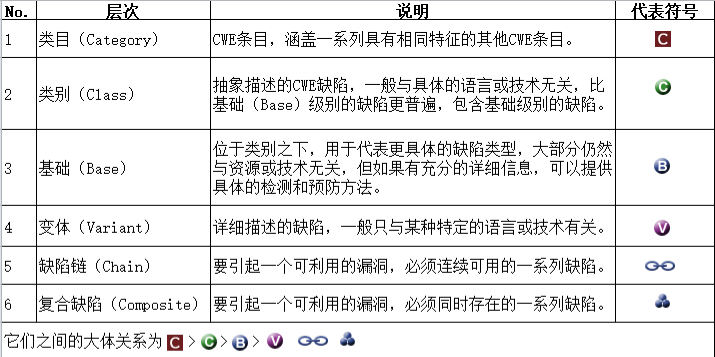 No. 层次 说明 代表符号
1 类目（Category） CWE条目，涵盖一系列具有相同特征的其他CWE条目。 C
2 类别（Class） 抽象描述的CWE缺陷，一般与具体的语言或技术无关，比
基础（Base）级别的缺陷更普遍，包含基础级别的缺陷。 C
3 基础（Base） 位于类别之下，用于代表更具体的缺陷类型，大部分仍然
与资源或技术无关，但如果有充分的详细信息，可以提供
具体的检测和预防方法。 B
4 变体（Variant） 详细描述的缺陷，一般只与某种特定的语言或技术有关。 V
5 缺陷链（Chain） 要引起一个可利用的漏洞，必须连续可用的一系列缺陷。
6 复合缺陷（Composite） 要引起一个可利用的漏洞，必须同时存在的一系列缺陷。
它们之间的大体关系为 C > C > B > V